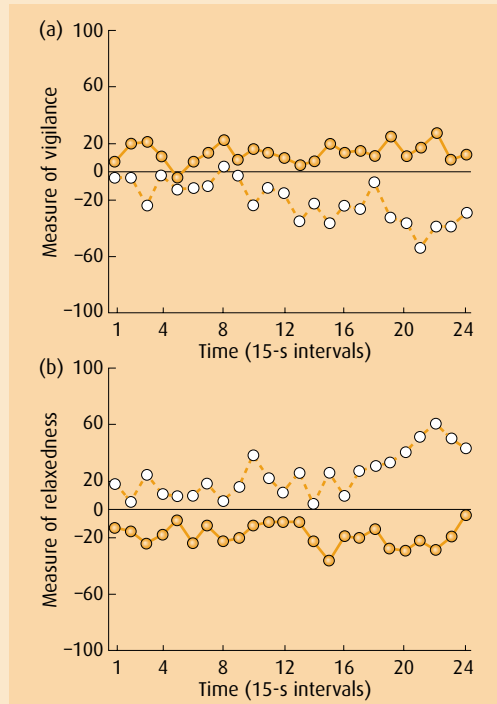 (a)
100
60
20
0
−20
−60
−100
Measure of vigilance
1 4 8 12 16 20 24
Time (15-s intervals)
(b)
100
60
20
0
−20
−60
−100
Measure of relaxedness
1 4 8 12 16 20 24
Time (15-s intervals)